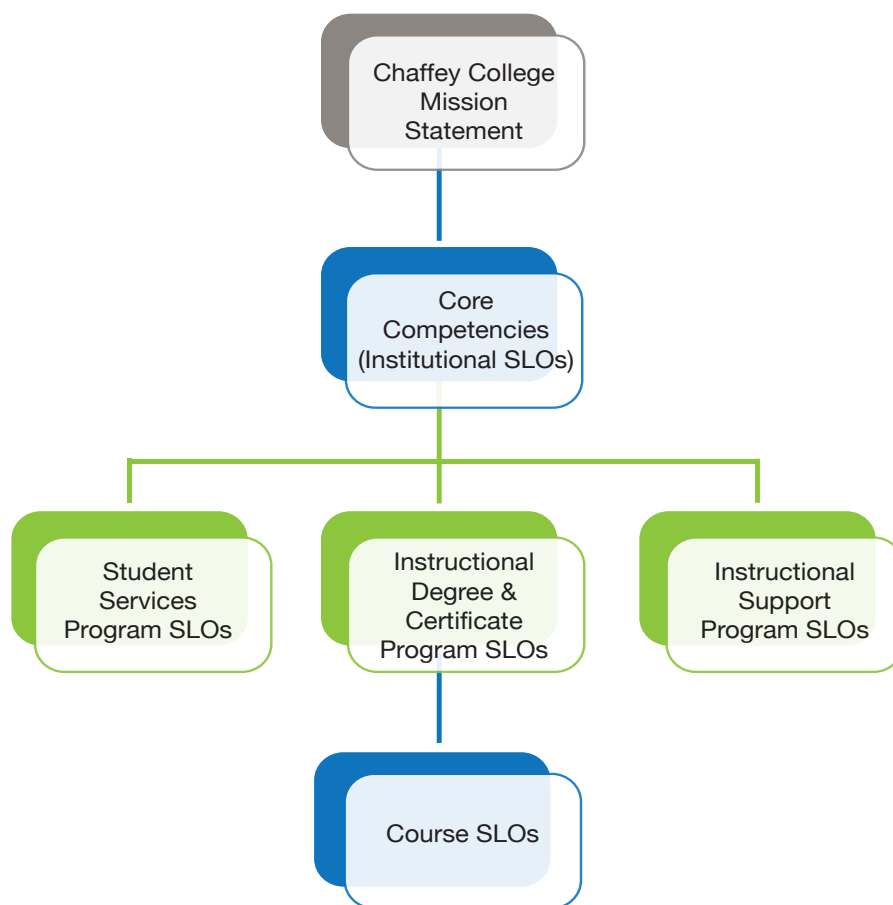 Chaffey College
Mission
Statement
Core
Competencies
(Institutional SLOs)
Student
Services
Program SLOs
Instructional
Degree &
Certificate
Program SLOs
Instructional
Support
Program SLOs
Course SLOs